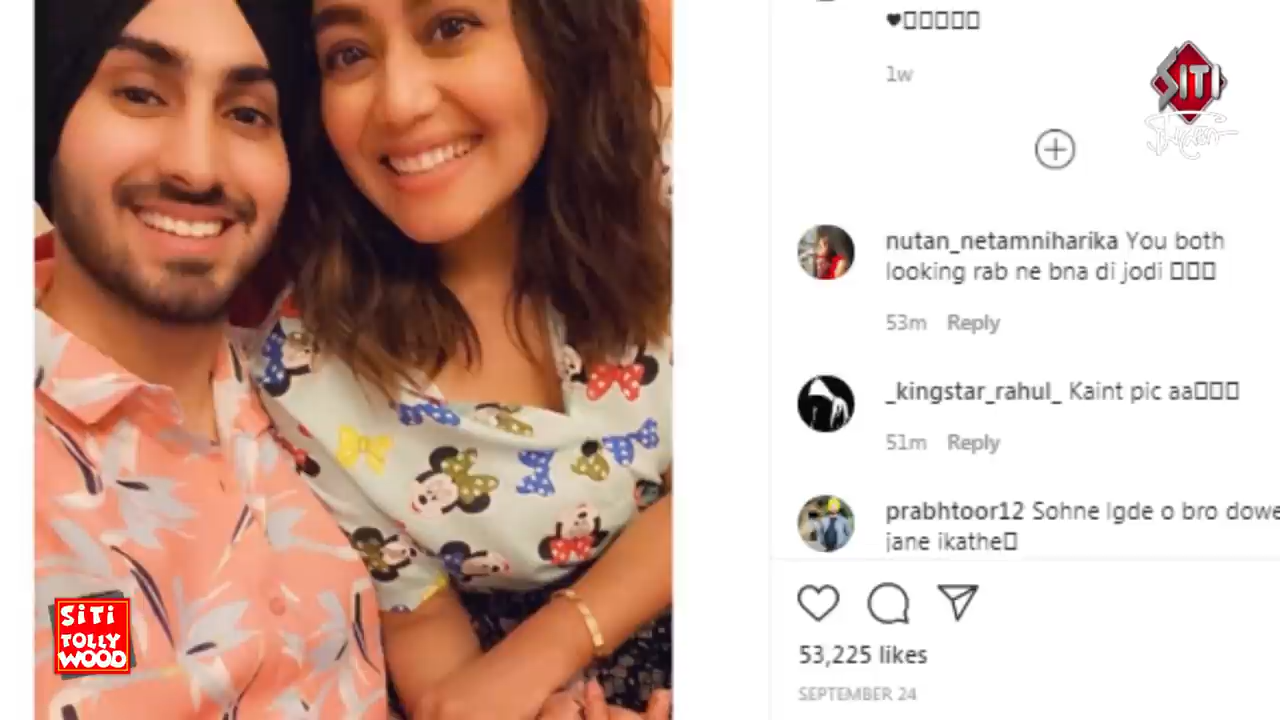 1w
SiTI
nutan_netamniharika You both
looking rab ne bna di jodi
53m Reply
_kingstar_rahul_ Kaint pic aa
51m Reply
prabhtoor12 Sohne lgde o bro dowe
jane ikathe
53,225 likes
SEPTEMBER 24
SiTi
TOLLY
WOOD